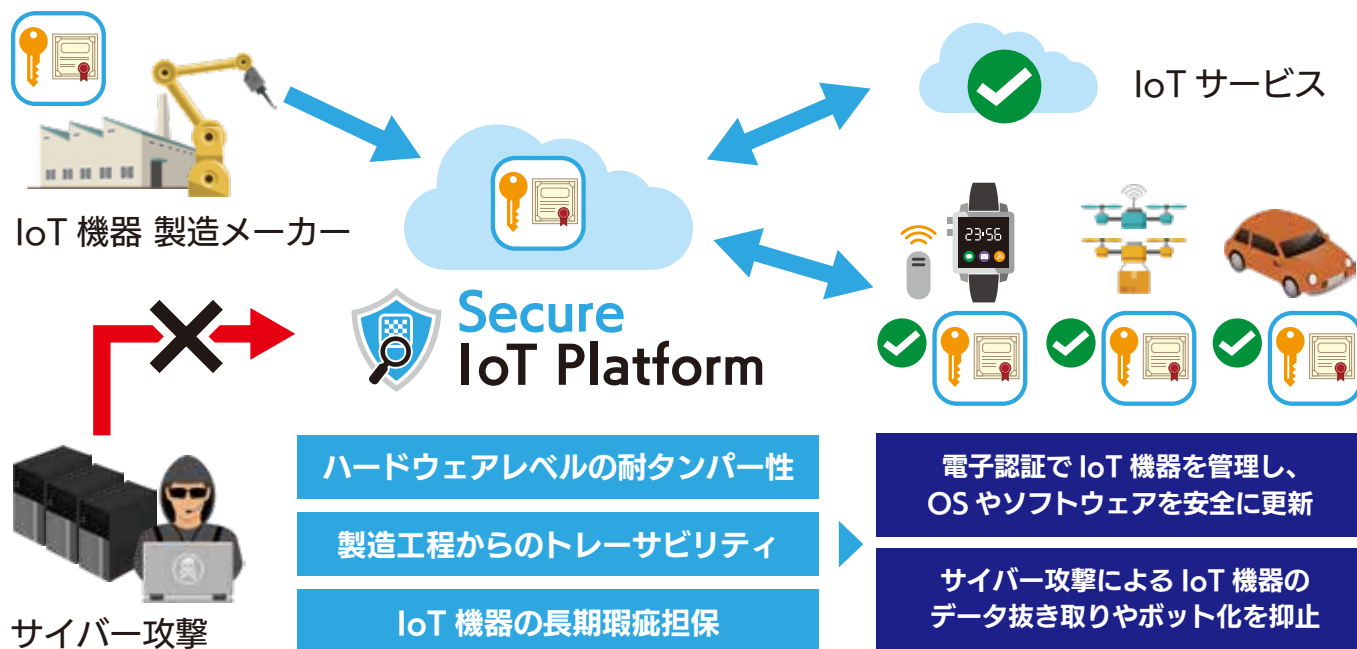 IoT サービス
IoT 機器 製造メーカー
23:56
Secure
IoT Platform
サイバー攻撃
ハードウェアレベルの耐タンパー性
製造工程からのトレーサビリティ
IoT 機器の長期瑕疵担保
電子認証で IoT 機器を管理し、
OS やソフトウェアを安全に更新
サイバー攻撃による IoT 機器の
データ抜き取りやボット化を抑止